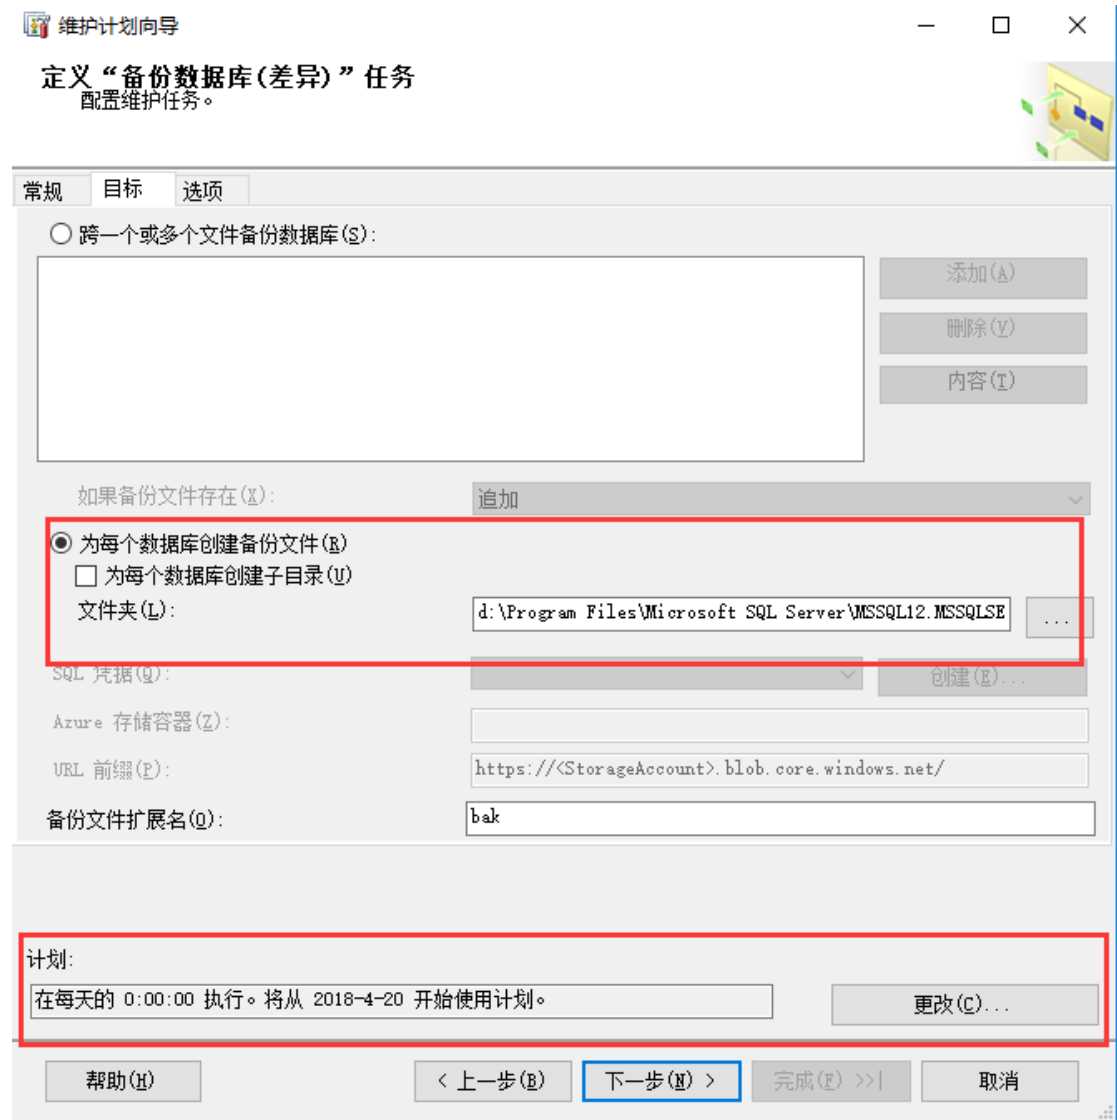 维护计划向导
定义“备份数据库(差异)”任务
配置维护任务。
常规 目标 选项
跨一个或多个文件备份数据库(S):
添加(A)
删除(V)
内容(T)
如果备份文件存在(X): 追加
为每个数据库创建备份文件(R)
为每个数据库创建子目录(U)
文件夹(L): d:\Program Files\Microsoft SQL Server\MSSQL12.MSSQLSE ...
SQL 凭据(Q): 创建(E)...
Azure 存储容器(Z):
URL 前缀(P): https://<StorageAccount>.blob.core.windows.net/
备份文件扩展名(O): bak
计划:
在每天的 0:00:00 执行。将从 2018-4-20 开始使用计划。 更改(C)...
帮助(H) < 上一步(B) 下一步(N) > 完成(F) >>| 取消